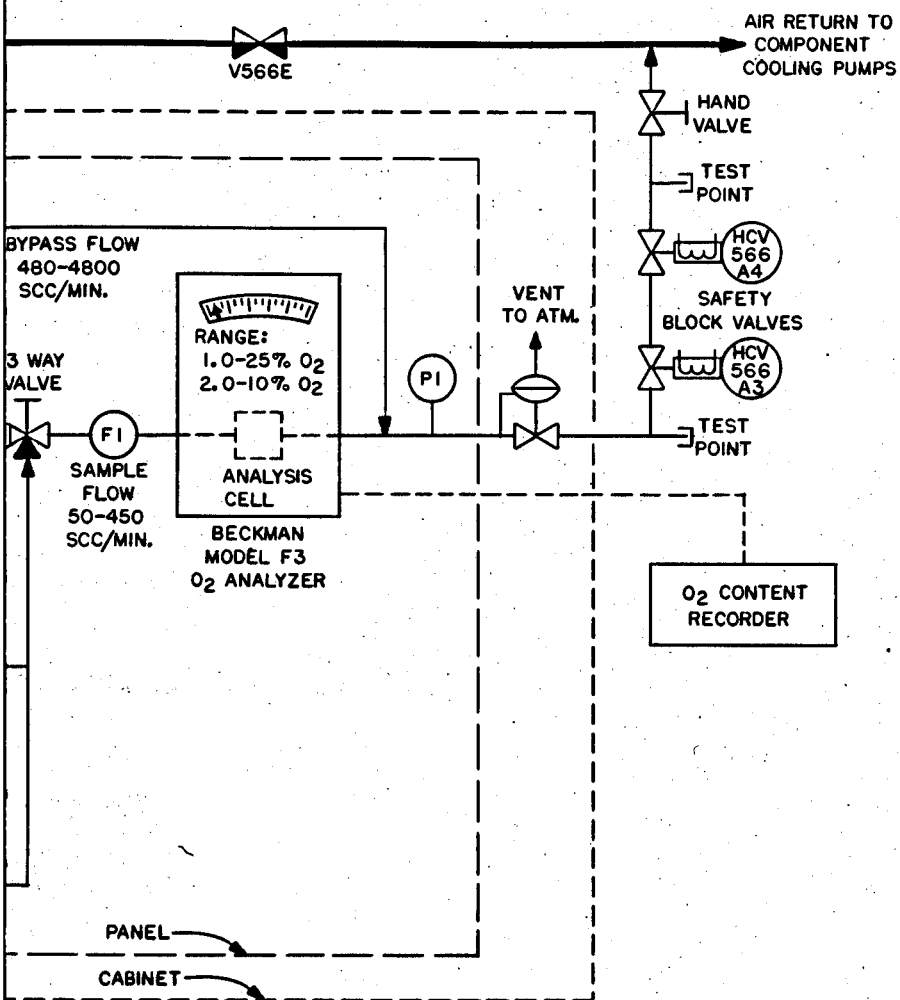 AIR RETURN TO
COMPONENT
COOLING PUMPS
V566E
HAND
VALVE
TEST
POINT
BYPASS FLOW
480-4800
SCC/MIN.
HCV
566
A4
VENT
TO ATM.
SAFETY
BLOCK VALVES
RANGE:
1.0-25% O2
2.0-10% O2
3 WAY
VALVE
PI
HCV
566
A3
FI
TEST
POINT
SAMPLE
FLOW
50-450
SCC/MIN.
ANALYSIS
CELL
BECKMAN
MODEL F3
O2 ANALYZER
O2 CONTENT
RECORDER
PANEL
CABINET